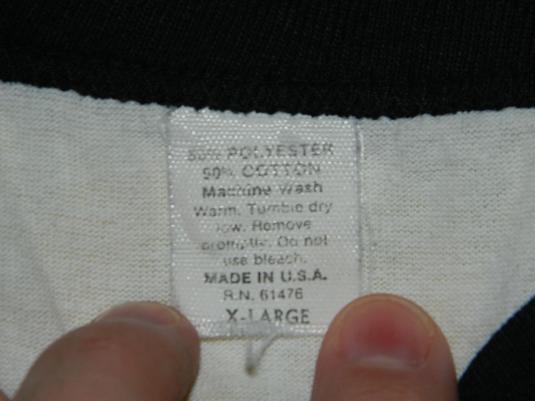 50% POLYESTER
50% COTTON
Machine Wash
Warm. Tumble dry
low. Remove
promptly. Do not
use bleach.
MADE IN U.S.A.
R.N. 61476
X-LARGE